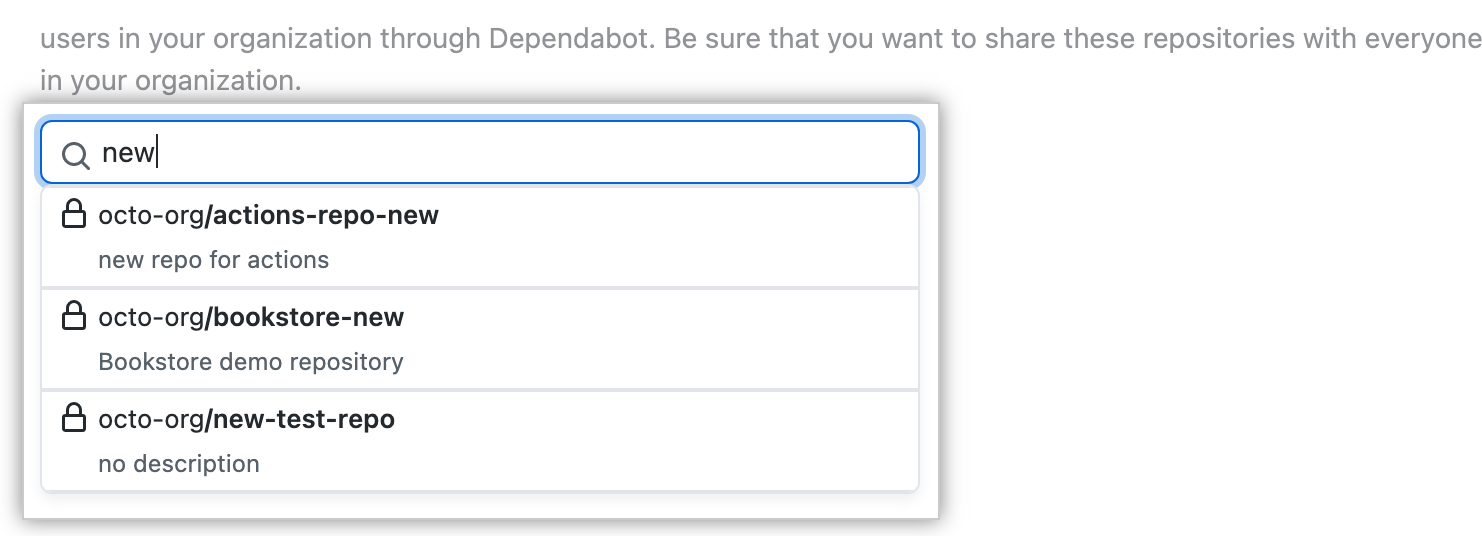 users in your organization through Dependabot. Be sure that you want to share these repositories with everyone
in your organization.
new
octo-org/actions-repo-new
new repo for actions
octo-org/bookstore-new
Bookstore demo repository
octo-org/new-test-repo
no description